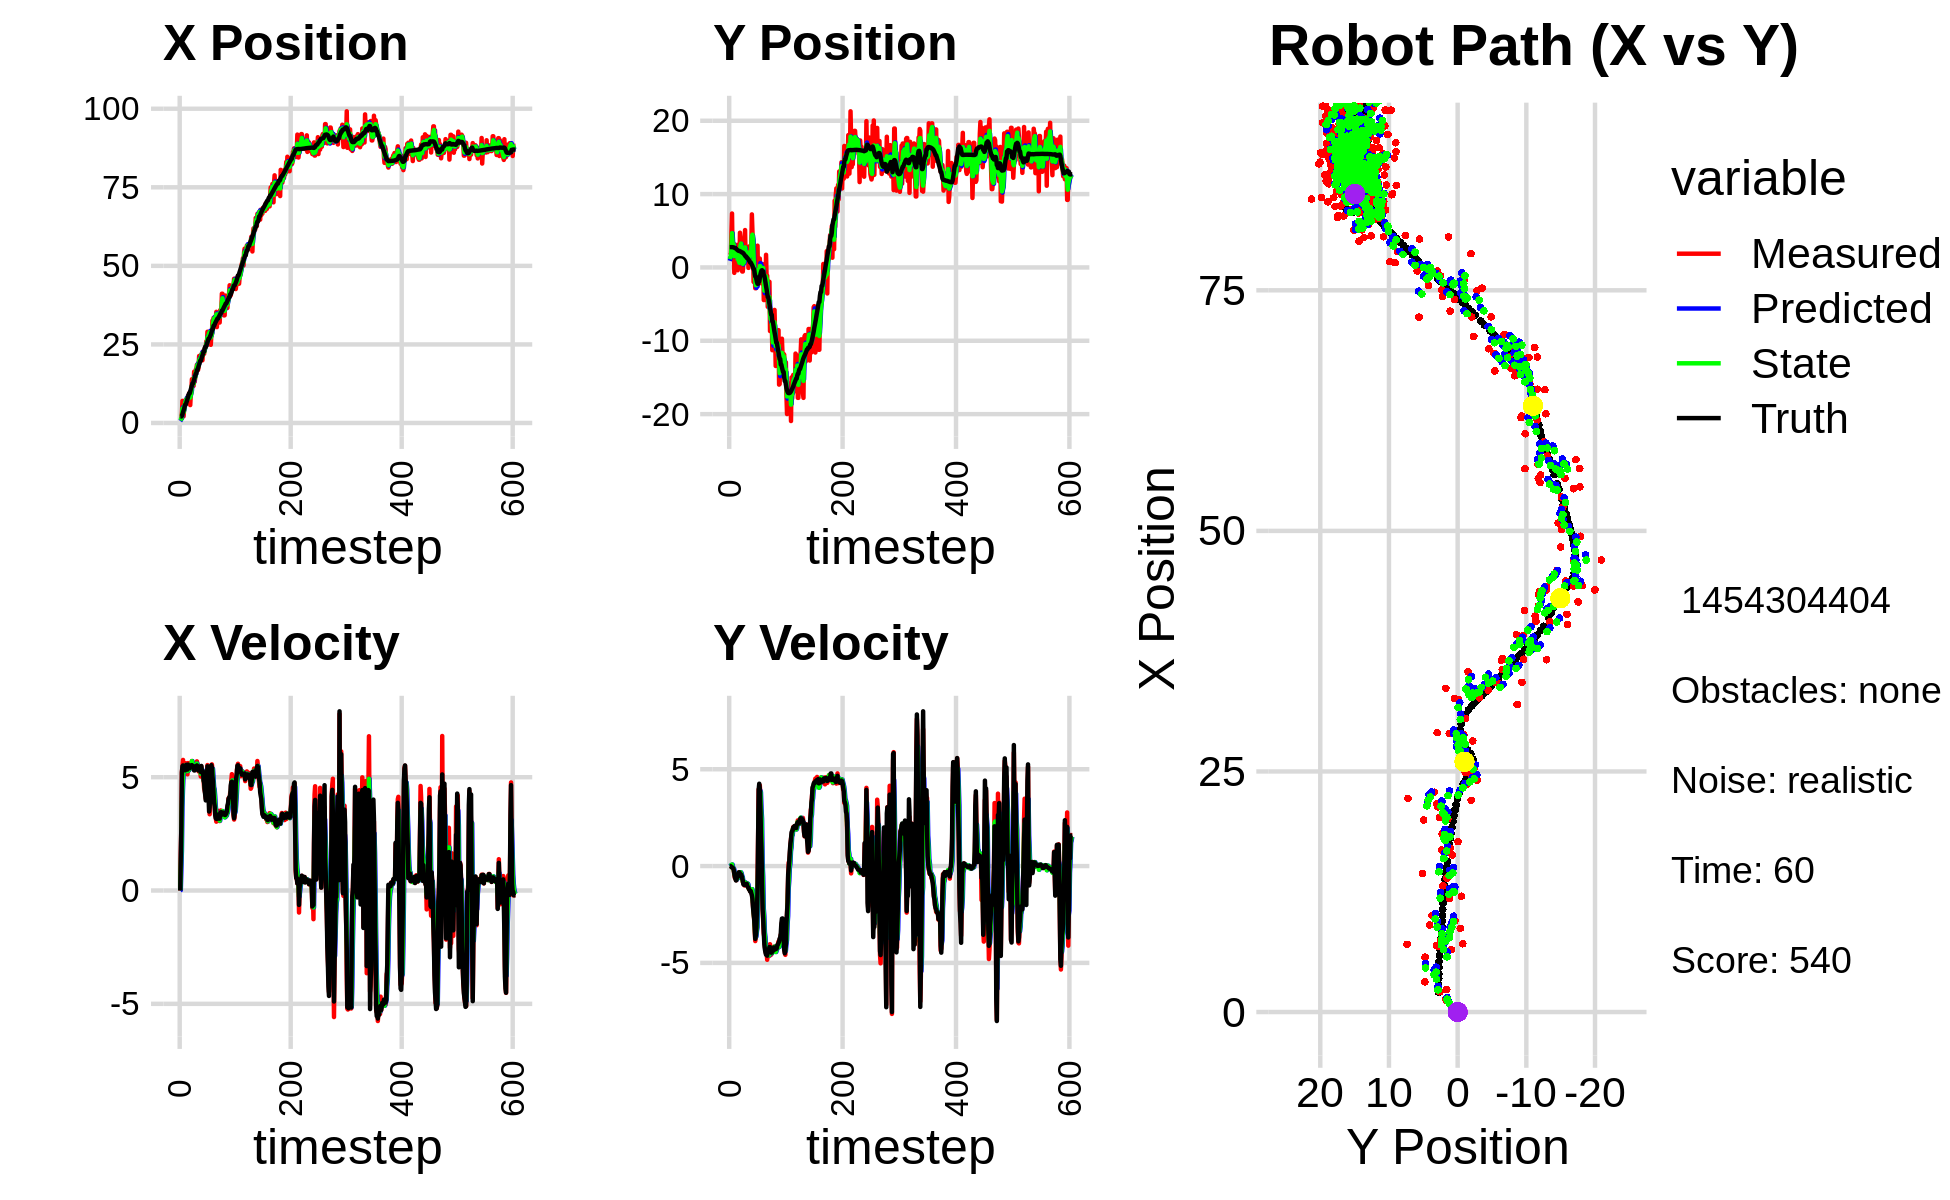 X Position
100
75
50
25
0
0
200
400
600
timestep
Y Position
20
10
0
-10
-20
0
200
400
600
timestep
X Velocity
5
0
-5
0
200
400
600
timestep
Y Velocity
5
0
-5
0
200
400
600
timestep
Robot Path (X vs Y)
X Position
75
50
25
0
20 10 0 -10 -20
Y Position
variable
Measured
Predicted
State
Truth
1454304404
Obstacles: none
Noise: realistic
Time: 60
Score: 540